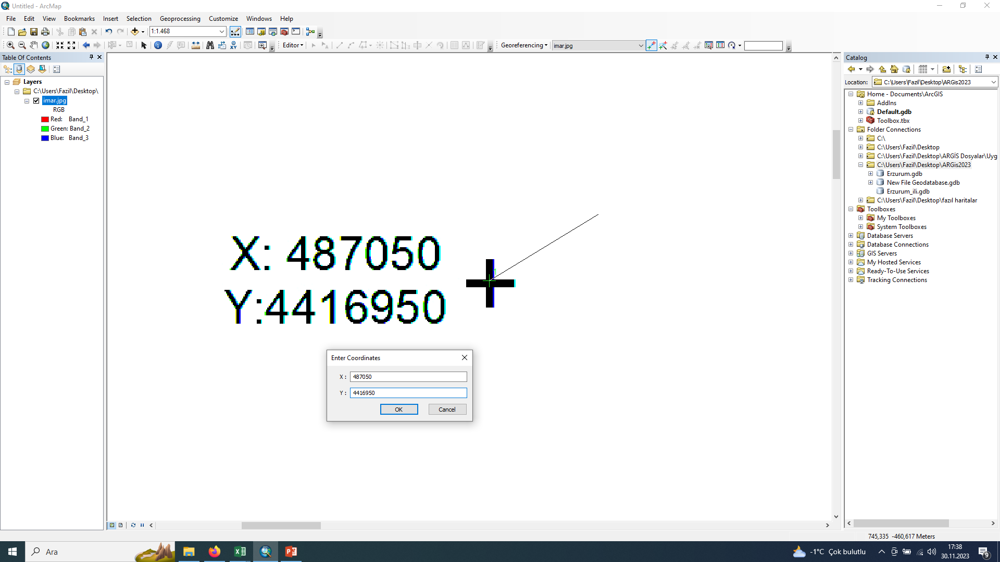 Untitled - ArcMap
File Edit View Bookmarks Insert Selection Geoprocessing Customize Windows Help
1:1.468
Editor Georeferencing imar.jpg
Table Of Contents
Layers
C:\Users\Fazil\Desktop\
imar.jpg
RGB
Red: Band_1
Green: Band_2
Blue: Band_3
X: 487050
Y:4416950
Enter Coordinates
X : 487050
Y : 4416950
OK Cancel
Catalog
Location: C:\Users\Fazil\Desktop\ARGis2023
Home - Documents\ArcGIS
AddIns
Default.gdb
Toolbox.tbx
Folder Connections
C:\
C:\Users\Fazil\Desktop
C:\Users\Fazil\Desktop\ARGİS Dosyalar\Uyg
C:\Users\Fazil\Desktop\ARGis2023
Erzurum.gdb
New File Geodatabase.gdb
Erzurum_ili.gdb
C:\Users\Fazil\Desktop\fazıl haritalar
Toolboxes
My Toolboxes
System Toolboxes
Database Servers
Database Connections
GIS Servers
My Hosted Services
Ready-To-Use Services
Tracking Connections
745,335 -460,617 Meters
Ara
-1°C Çok bulutlu
17:38
30.11.2023
9